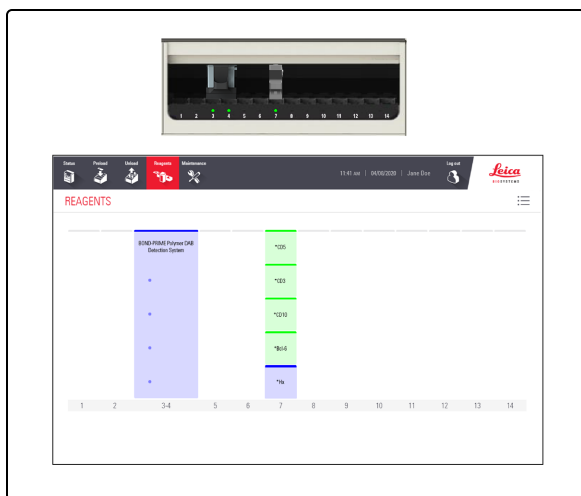 1 2 3 4 5 6 7 8 9 10 11 12 13 14
Status Preload Unload Reagents Maintenance Log out
11:41 AM | 04/08/2020 | Jane Doe
Leica
BIOSYSTEMS
REAGENTS
BOND-PRIME Polymer DAB
Detection System
*CD5
*CD3
*CD10
*Bcl-6
*Hx
1 2 3-4 5 6 7 8 9 10 11 12 13 14